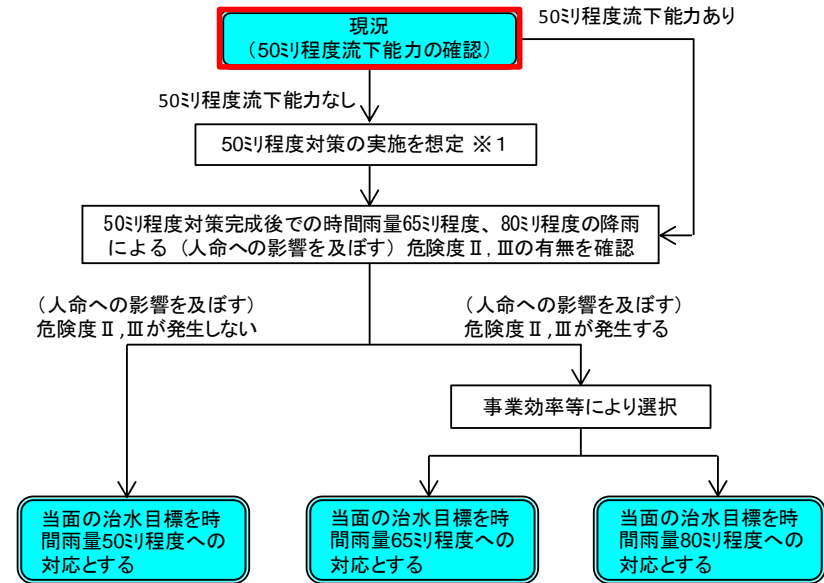 50ミリ程度流下能力あり
現況
（50ミリ程度流下能力の確認）
50ミリ程度流下能力なし
50ミリ程度対策の実施を想定 ※１
50ミリ程度対策完成後での時間雨量65ミリ程度、80ミリ程度の降雨
による（人命への影響を及ぼす）危険度Ⅱ，Ⅲの有無を確認
（人命への影響を及ぼす）
危険度Ⅱ，Ⅲが発生しない
（人命への影響を及ぼす）
危険度Ⅱ，Ⅲが発生する
事業効率等により選択
当面の治水目標を時
間雨量50ミリ程度への
対応とする
当面の治水目標を時
間雨量65ミリ程度への
対応とする
当面の治水目標を時
間雨量80ミリ程度への
対応とする